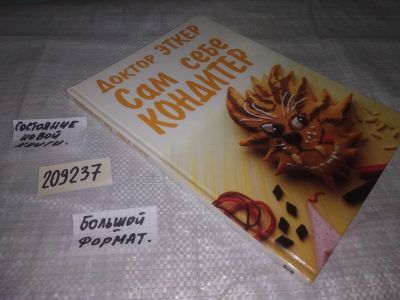 ДОКТОР ЭТКЕР
САМ СЕБЕ
КОНДИТЕР
СОСТОЯНИЕ
НОВОЙ
КНИГИ.
209237
БОЛЬШОЙ
ФОРМАТ.